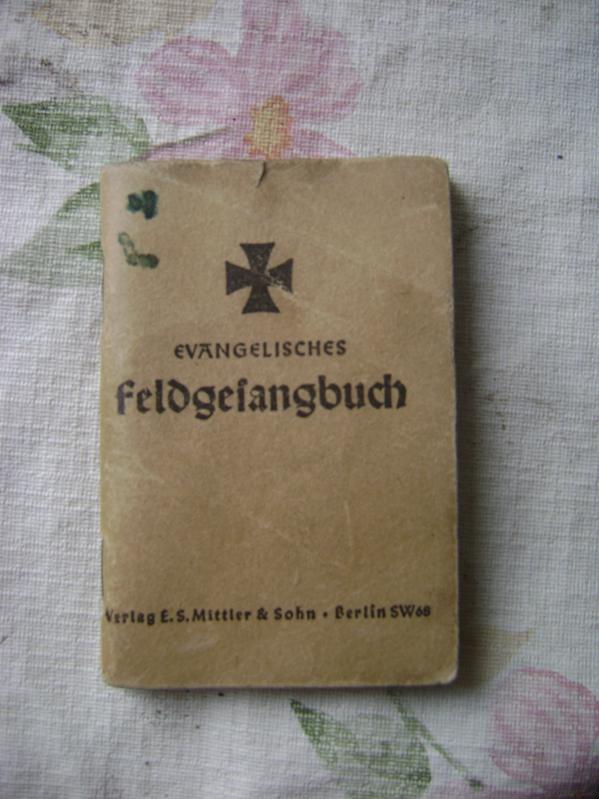 EVANGELISCHES
Feldgeſangbuch
Verlag E. S. Mittler & Sohn • Berlin SW68